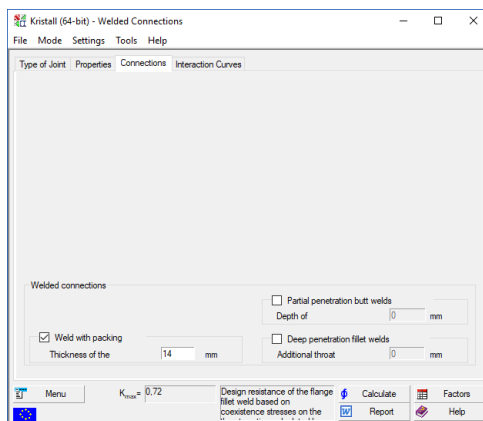 Kristall (64-bit) - Welded Connections
File Mode Settings Tools Help
Type of Joint Properties Connections Interaction Curves
Welded connections
Partial penetration butt welds
Depth of 0 mm
Weld with packing
Thickness of the 14 mm
Deep penetration fillet welds
Additional throat 0 mm
Menu
Kmax= 0,72
Design resistance of the flange
fillet weld based on
coexistence stresses on the
Calculate
Factors
W Report
Help